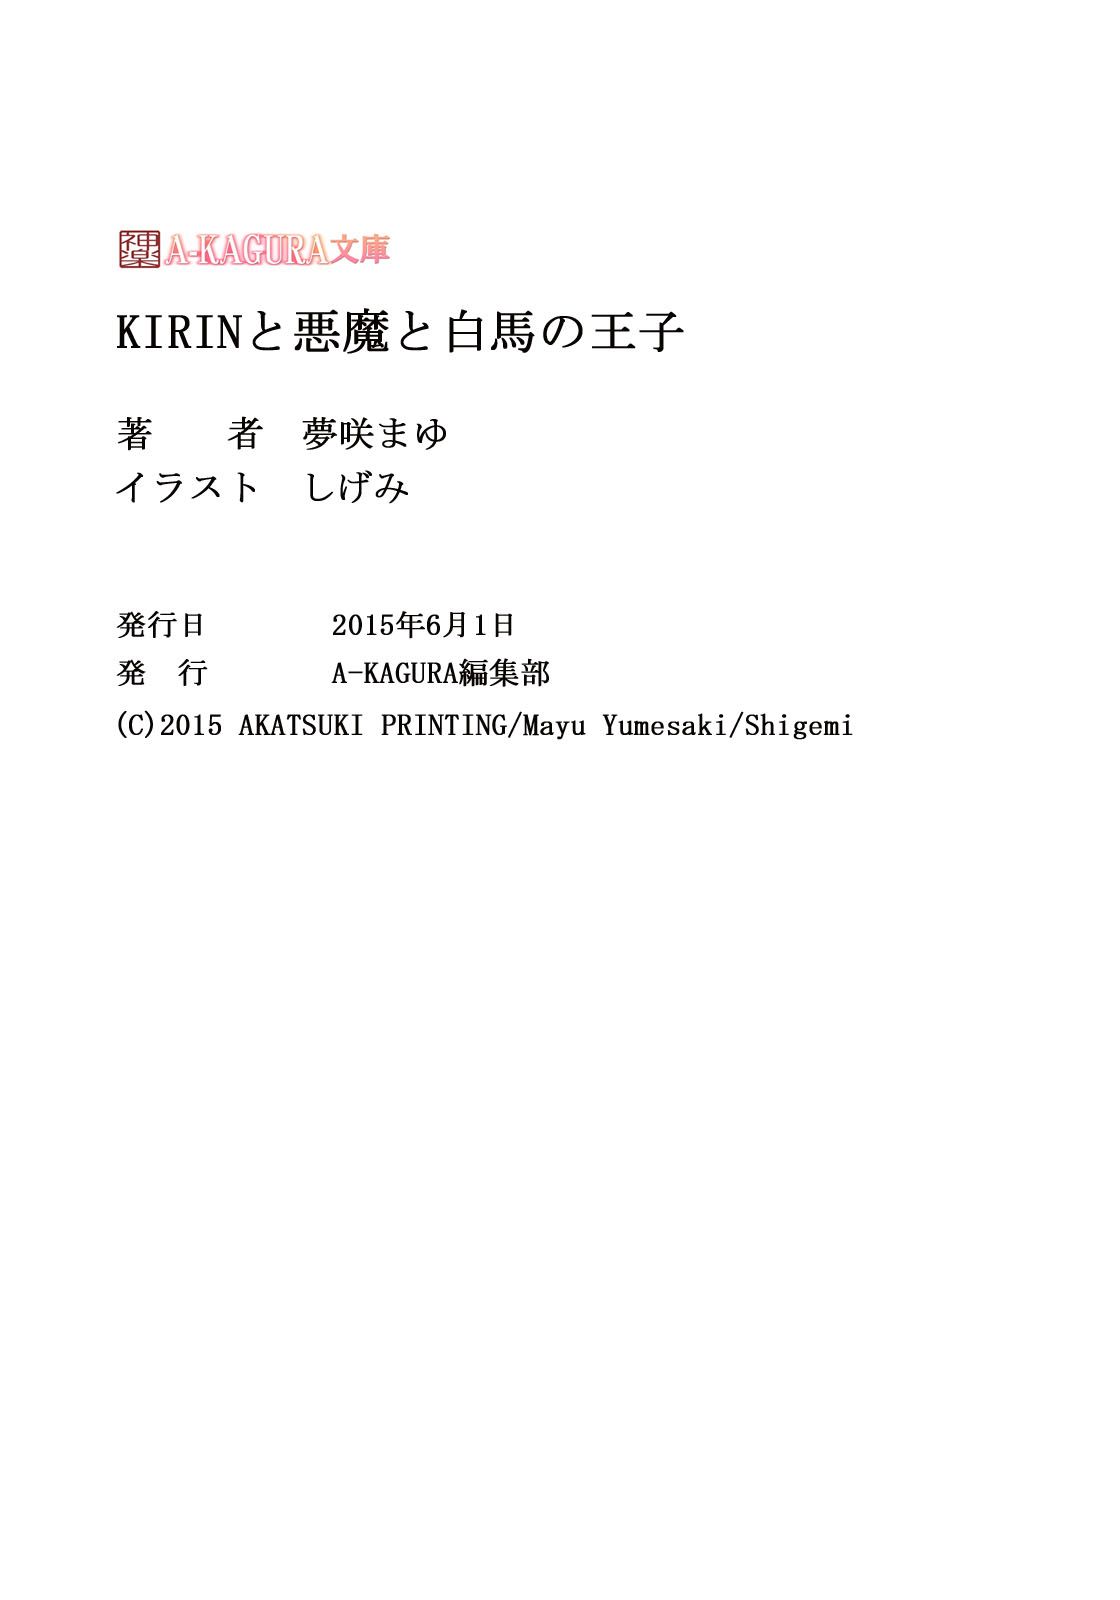 神楽 A-KAGURA文庫
KIRINと悪魔と白馬の王子
著　　者　夢咲まゆ
イラスト　しげみ
発行日　　　　2015年6月1日
発　行　　　　A-KAGURA編集部
(C)2015 AKATSUKI PRINTING/Mayu Yumesaki/Shigemi